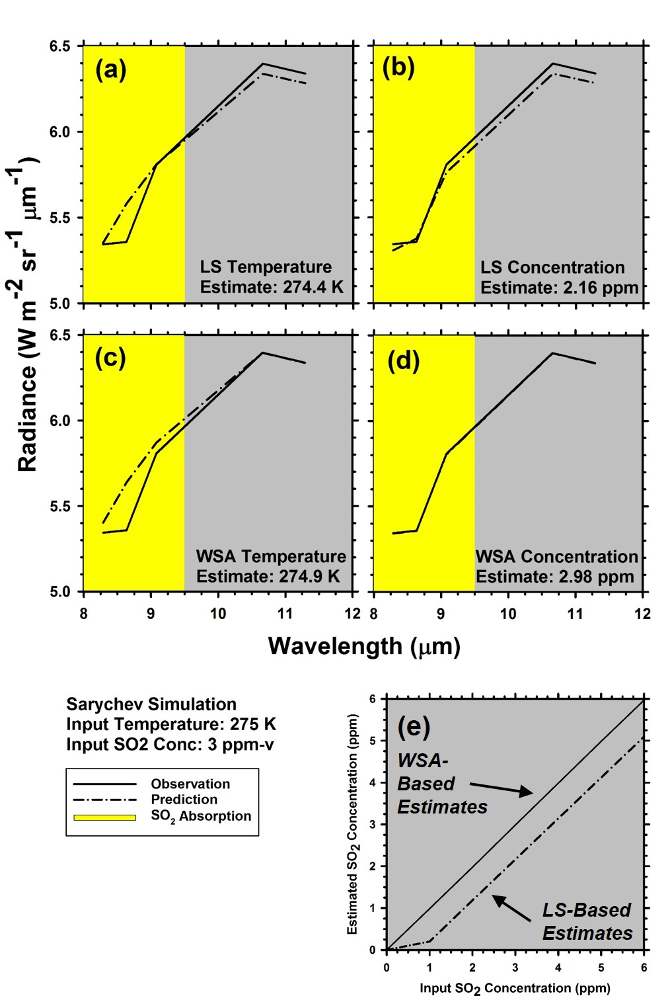 6.5
(a)
(b)
6.0
5.5
LS Temperature
Estimate: 274.4 K
LS Concentration
Estimate: 2.16 ppm
5.0
Radiance (W m-2 sr-1 μm-1)
6.5
(c)
(d)
6.0
5.5
WSA Temperature
Estimate: 274.9 K
WSA Concentration
Estimate: 2.98 ppm
5.0
8 9 10 11 12
8 9 10 11 12
Wavelength (μm)
Sarychev Simulation
Input Temperature: 275 K
Input SO2 Conc: 3 ppm-v
Observation
Prediction
SO2 Absorption
Estimated SO2 Concentration (ppm)
6
5
4
3
2
1
0
(e)
WSA-
Based
Estimates
LS-Based
Estimates
0 1 2 3 4 5 6
Input SO2 Concentration (ppm)